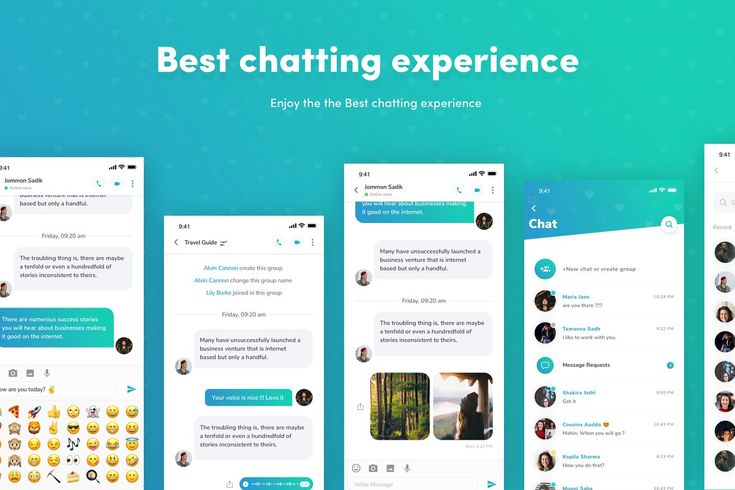 Best chatting experience
Enjoy the the Best chatting experience
9:41
Jommon Sadik
Active now
business venture that is internet
based but only a handful.
Friday, 09:20 am
The troubling thing is, there are maybe
a tenfold or even a hundredfold of
stories inconsistent to theirs.
There are numerous success stories
you will hear about businesses making
it good on the internet.
ow are you today? ✌
9:41
Travel Guide
Alvin Cannon create this group
Alvin Cannon change this group name
Lily Burke joined in this group
Friday, 09:20 am
Many have unsuccessfully launched a
business venture that is internet
based but only a handful.
Your voice is nice !!! Love it
The troubling thing is, there are maybe
a tenfold or even a hundredfold of
stories inconsistent to theirs.
9:41
Jommon Sadik
Active now
you will hear about businesses making
it good on the internet.
Many have unsuccessfully launched a
business venture that is internet
based but only a handful.
Friday, 09:20 am
The troubling thing is, there are maybe
a tenfold or even a hundredfold of
stories inconsistent to theirs.
Write Message
9:41
Chat
+New chat or create group
Maria Jane
10:24 PM
are you there ???
Tamanna Sadh
9:12 PM
i like to work with you.
Message Requests
Shakira Jothi
9:00 PM
Got it
Cousins Aadda 😍
Mahin: When you will go ?
Kopila Sharma
How you do that?
Mueni Sabo
9:41
Recent